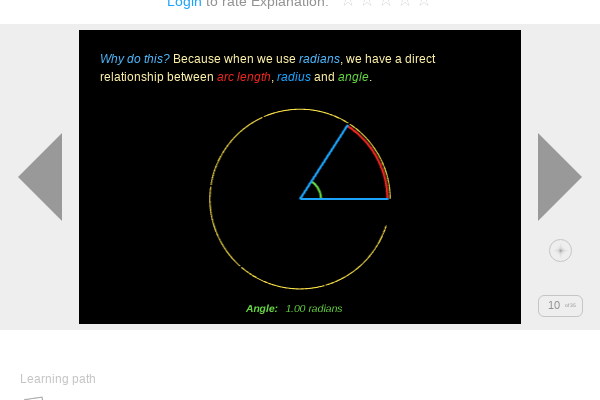 Login to rate Explanation:
Why do this? Because when we use radians, we have a direct
relationship between arc length, radius and angle.
Angle: 1.00 radians
10 of 26
Learning path